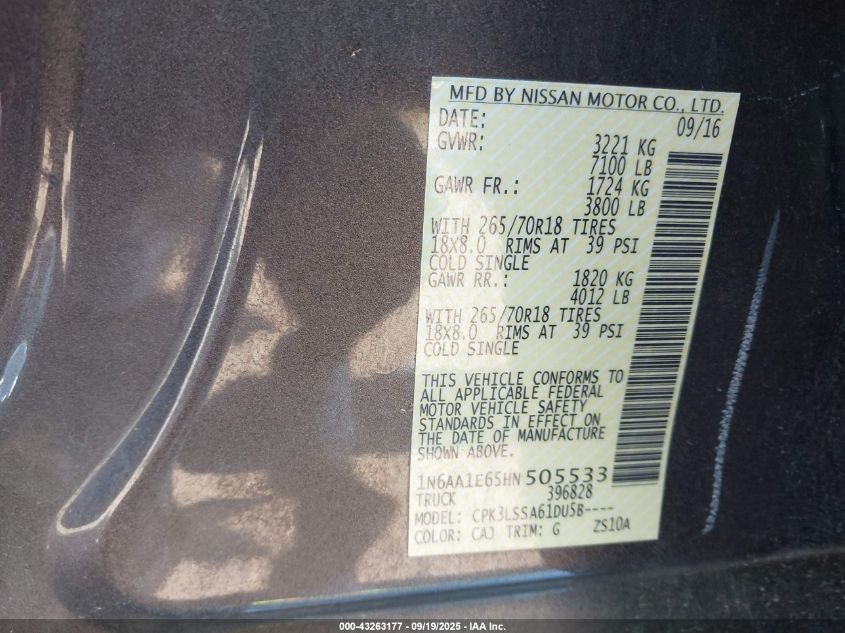 MFD BY NISSAN MOTOR CO., LTD.
DATE: 09/16
GVWR: 3221 KG
7100 LB
GAWR FR.: 1724 KG
3800 LB
WITH 265/70R18 TIRES
18X8.0 RIMS AT 39 PSI
COLD SINGLE
GAWR RR.: 1820 KG
4012 LB
WITH 265/70R18 TIRES
18X8.0 RIMS AT 39 PSI
COLD SINGLE
THIS VEHICLE CONFORMS TO
ALL APPLICABLE FEDERAL
MOTOR VEHICLE SAFETY
STANDARDS IN EFFECT ON
THE DATE OF MANUFACTURE
SHOWN ABOVE.
1N6AA1E65HN505533
TRUCK 396828
MODEL: CPK3LSSA61DU5B----
COLOR: CAJ TRIM: G ZS10A
000-43263177 - 09/19/2025 - IAA Inc.